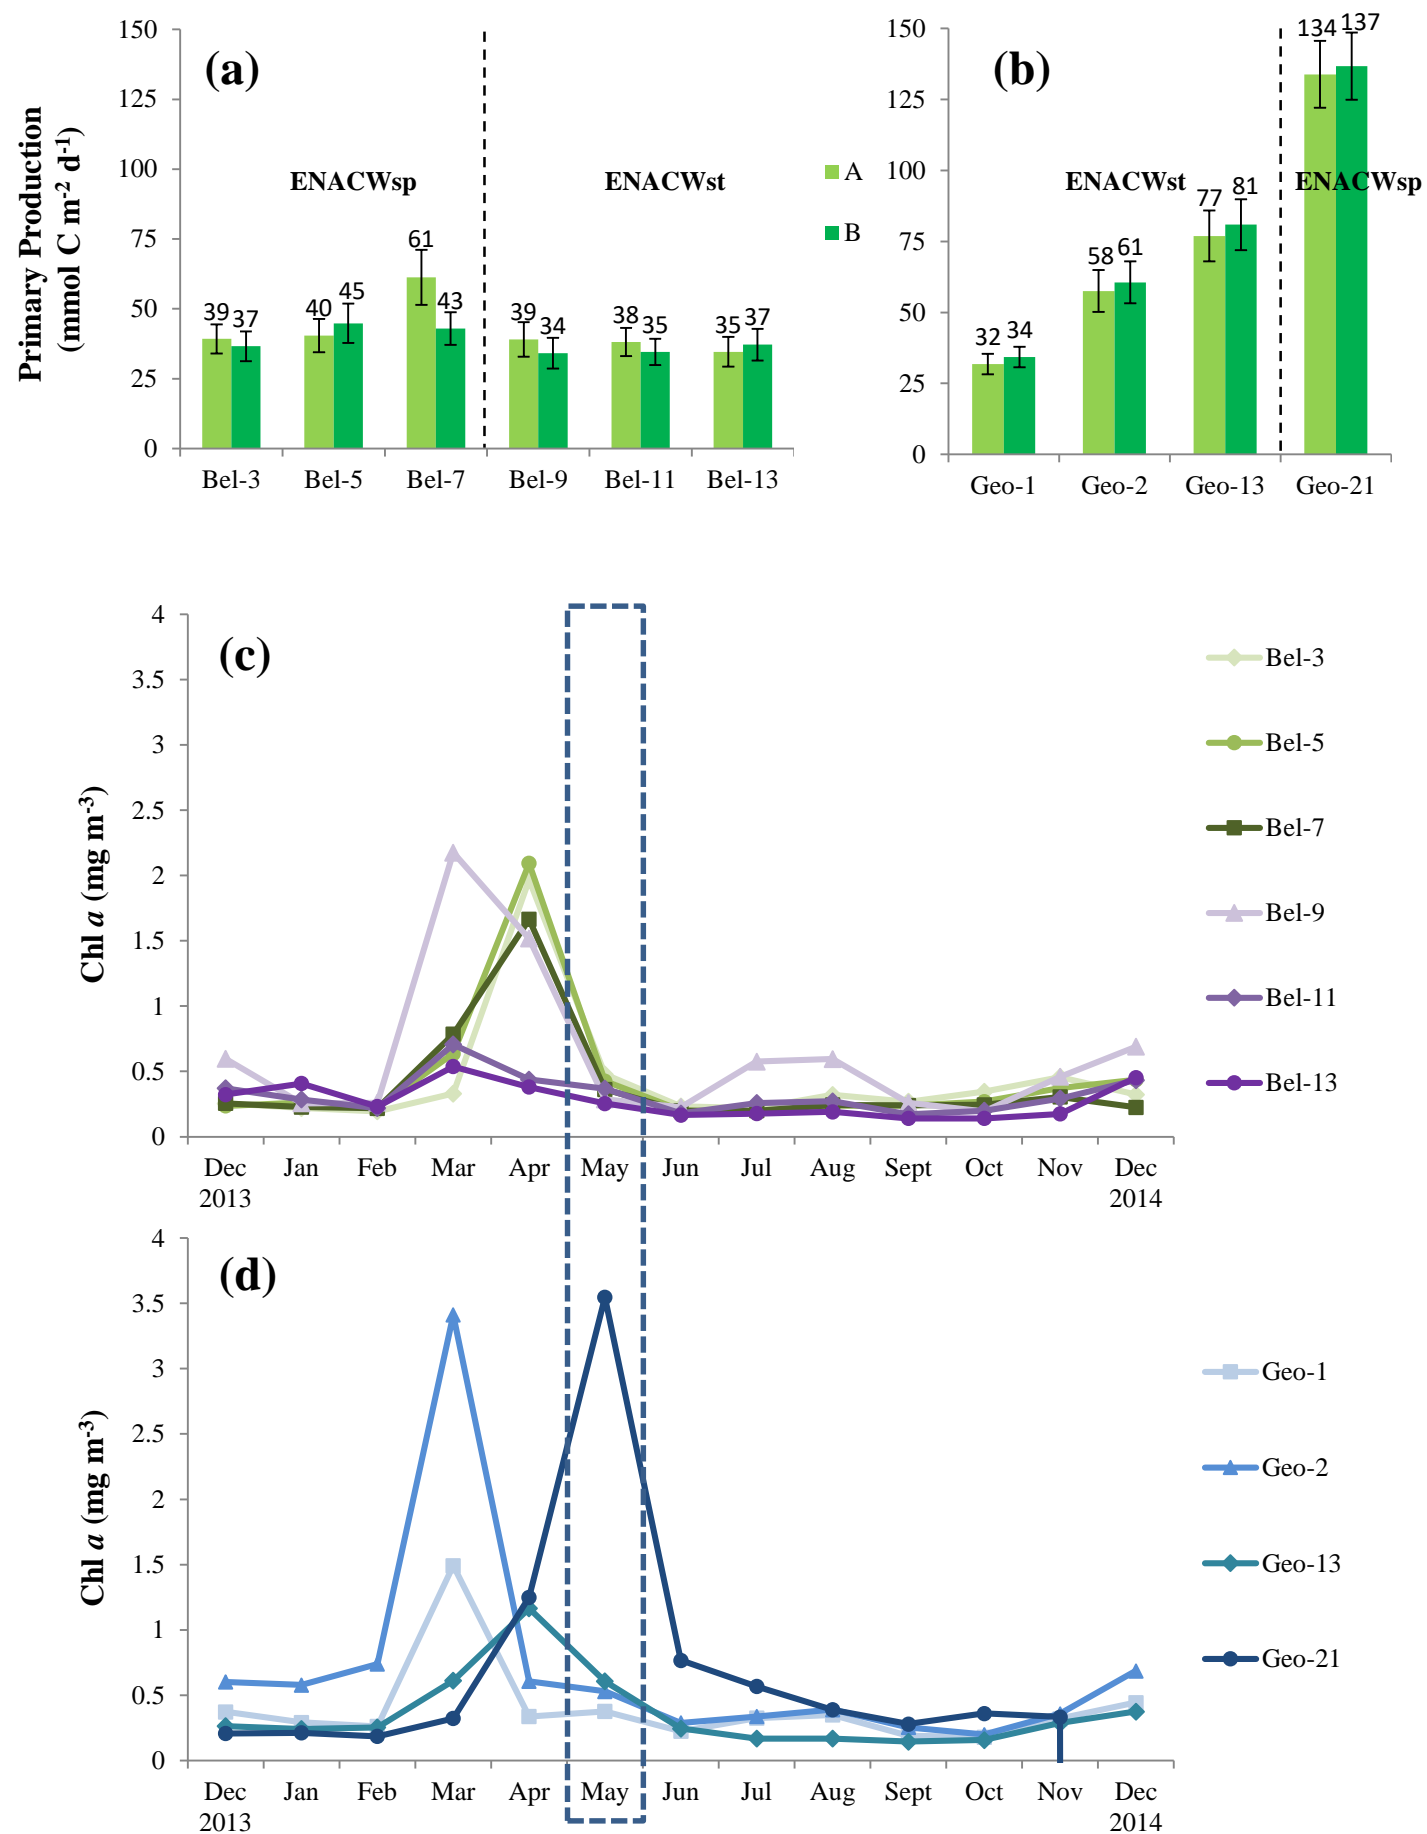 (a)
Primary Production
(mmol C m-2 d-1)
150
125
100
75
50
25
0
ENACWsp
ENACWst
39
37
40
45
61
43
39
34
38
35
35
37
Bel-3
Bel-5
Bel-7
Bel-9
Bel-11
Bel-13
A
B
(b)
150
125
100
75
50
25
0
ENACWst
ENACWsp
32
34
58
61
77
81
134
137
Geo-1
Geo-2
Geo-13
Geo-21
(c)
Chl a (mg m-3)
4
3.5
3
2.5
2
1.5
1
0.5
0
Dec
2013
Jan
Feb
Mar
Apr
May
Jun
Jul
Aug
Sept
Oct
Nov
Dec
2014
Bel-3
Bel-5
Bel-7
Bel-9
Bel-11
Bel-13
(d)
Chl a (mg m-3)
4
3.5
3
2.5
2
1.5
1
0.5
0
Dec
2013
Jan
Feb
Mar
Apr
May
Jun
Jul
Aug
Sept
Oct
Nov
Dec
2014
Geo-1
Geo-2
Geo-13
Geo-21